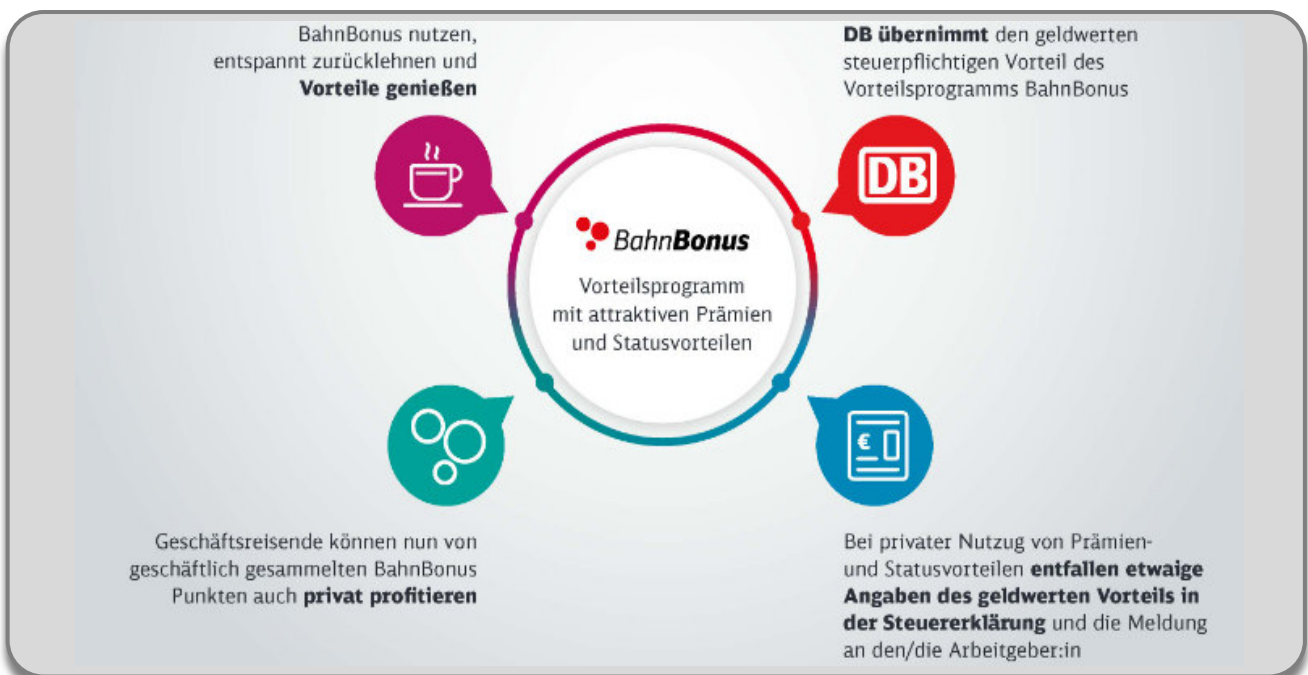 BahnBonus nutzen,
entspannt zurücklehnen und
Vorteile genießen
DB übernimmt den geldwerten
steuerpflichtigen Vorteil des
Vorteilsprogramms BahnBonus
DB
BahnBonus
Vorteilsprogramm
mit attraktiven Prämien
und Statusvorteilen
€
Geschäftsreisende können nun von
geschäftlich gesammelten BahnBonus
Punkten auch privat profitieren
Bei privater Nutzug von Prämien-
und Statusvorteilen entfallen etwaige
Angaben des geldwerten Vorteils in
der Steuererklärung und die Meldung
an den/die Arbeitgeber:in